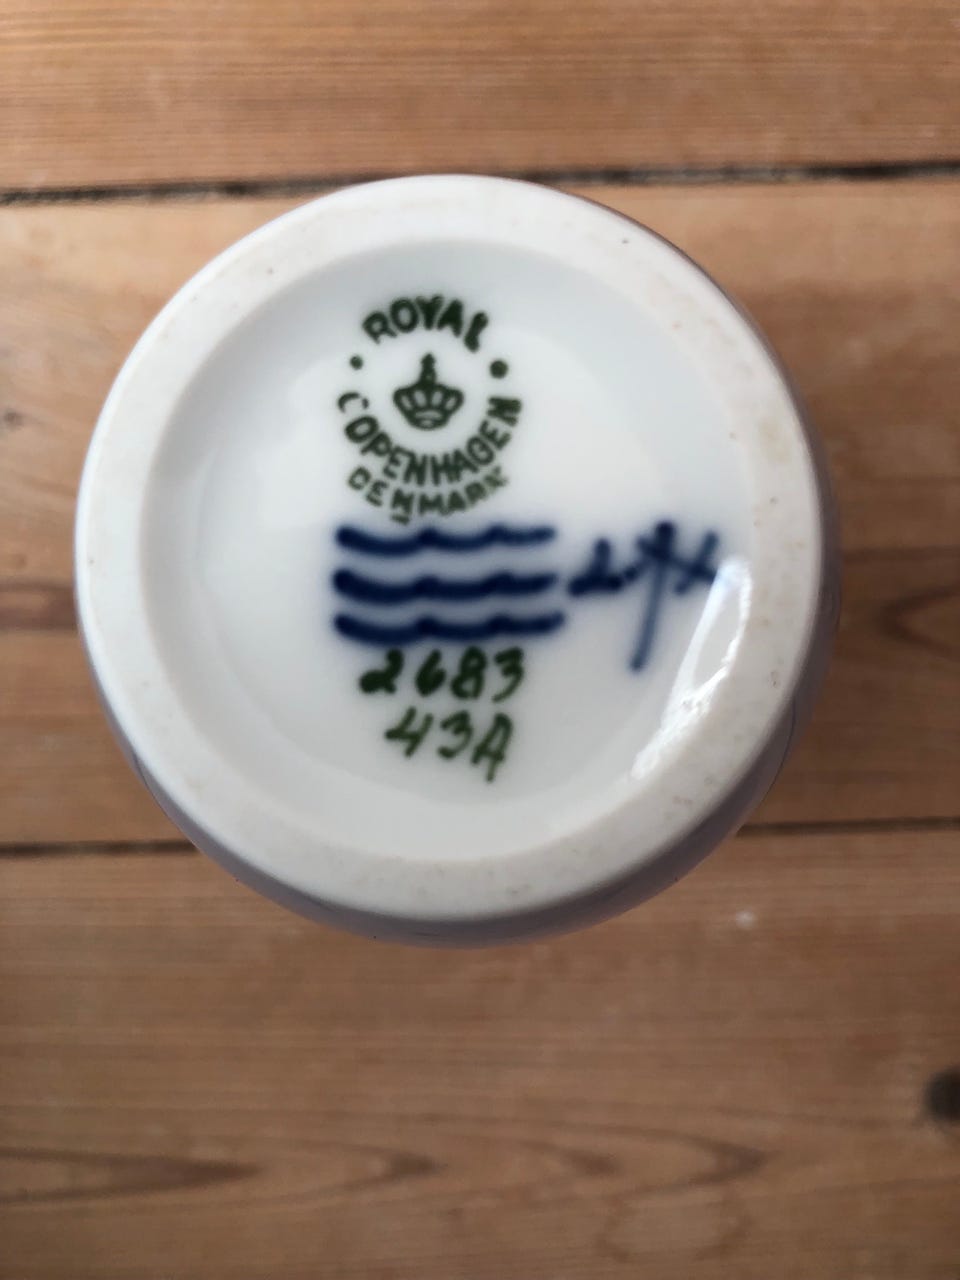 ROYAL
COPENHAGEN
DENMARK
2683
43A